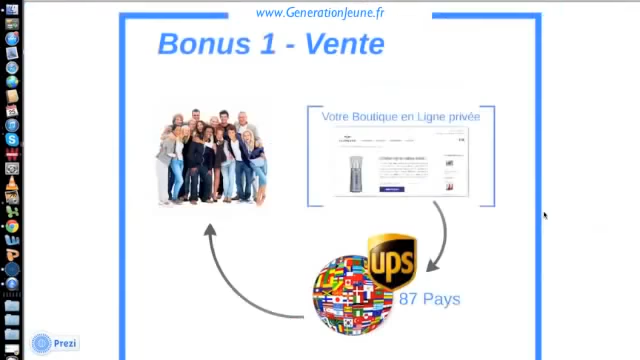 www.GenerationJeune.fr
Bonus 1 - Vente
Votre Boutique en Ligne privée
ups
87 Pays
Prezi